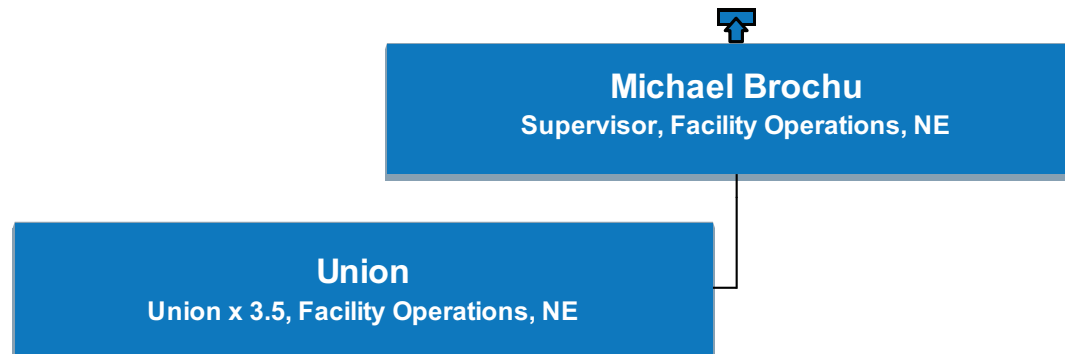 Michael Brochu
Supervisor, Facility Operations, NE
Union
Union x 3.5, Facility Operations, NE